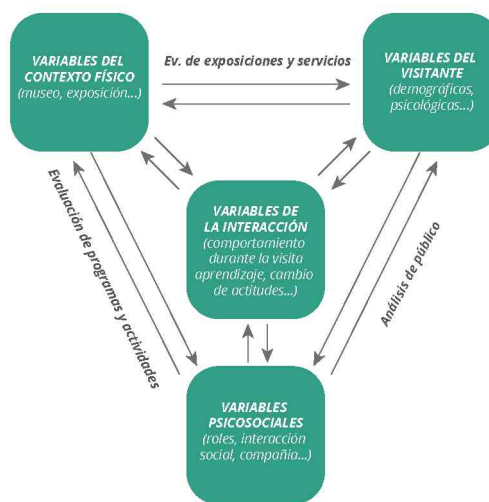 VARIABLES DEL
CONTEXTO FÍSICO
(museo, exposición...)
Ev. de exposiciones y servicios
VARIABLES DEL
VISITANTE
(demográficas,
psicológicas...)
VARIABLES DE
LA INTERACCIÓN
(comportamiento
durante la visita
aprendizaje, cambio
de actitudes...)
Evaluación de programas y actividades
Análisis de público
VARIABLES
PSICOSOCIALES
(roles, interacción
social, compañía...)